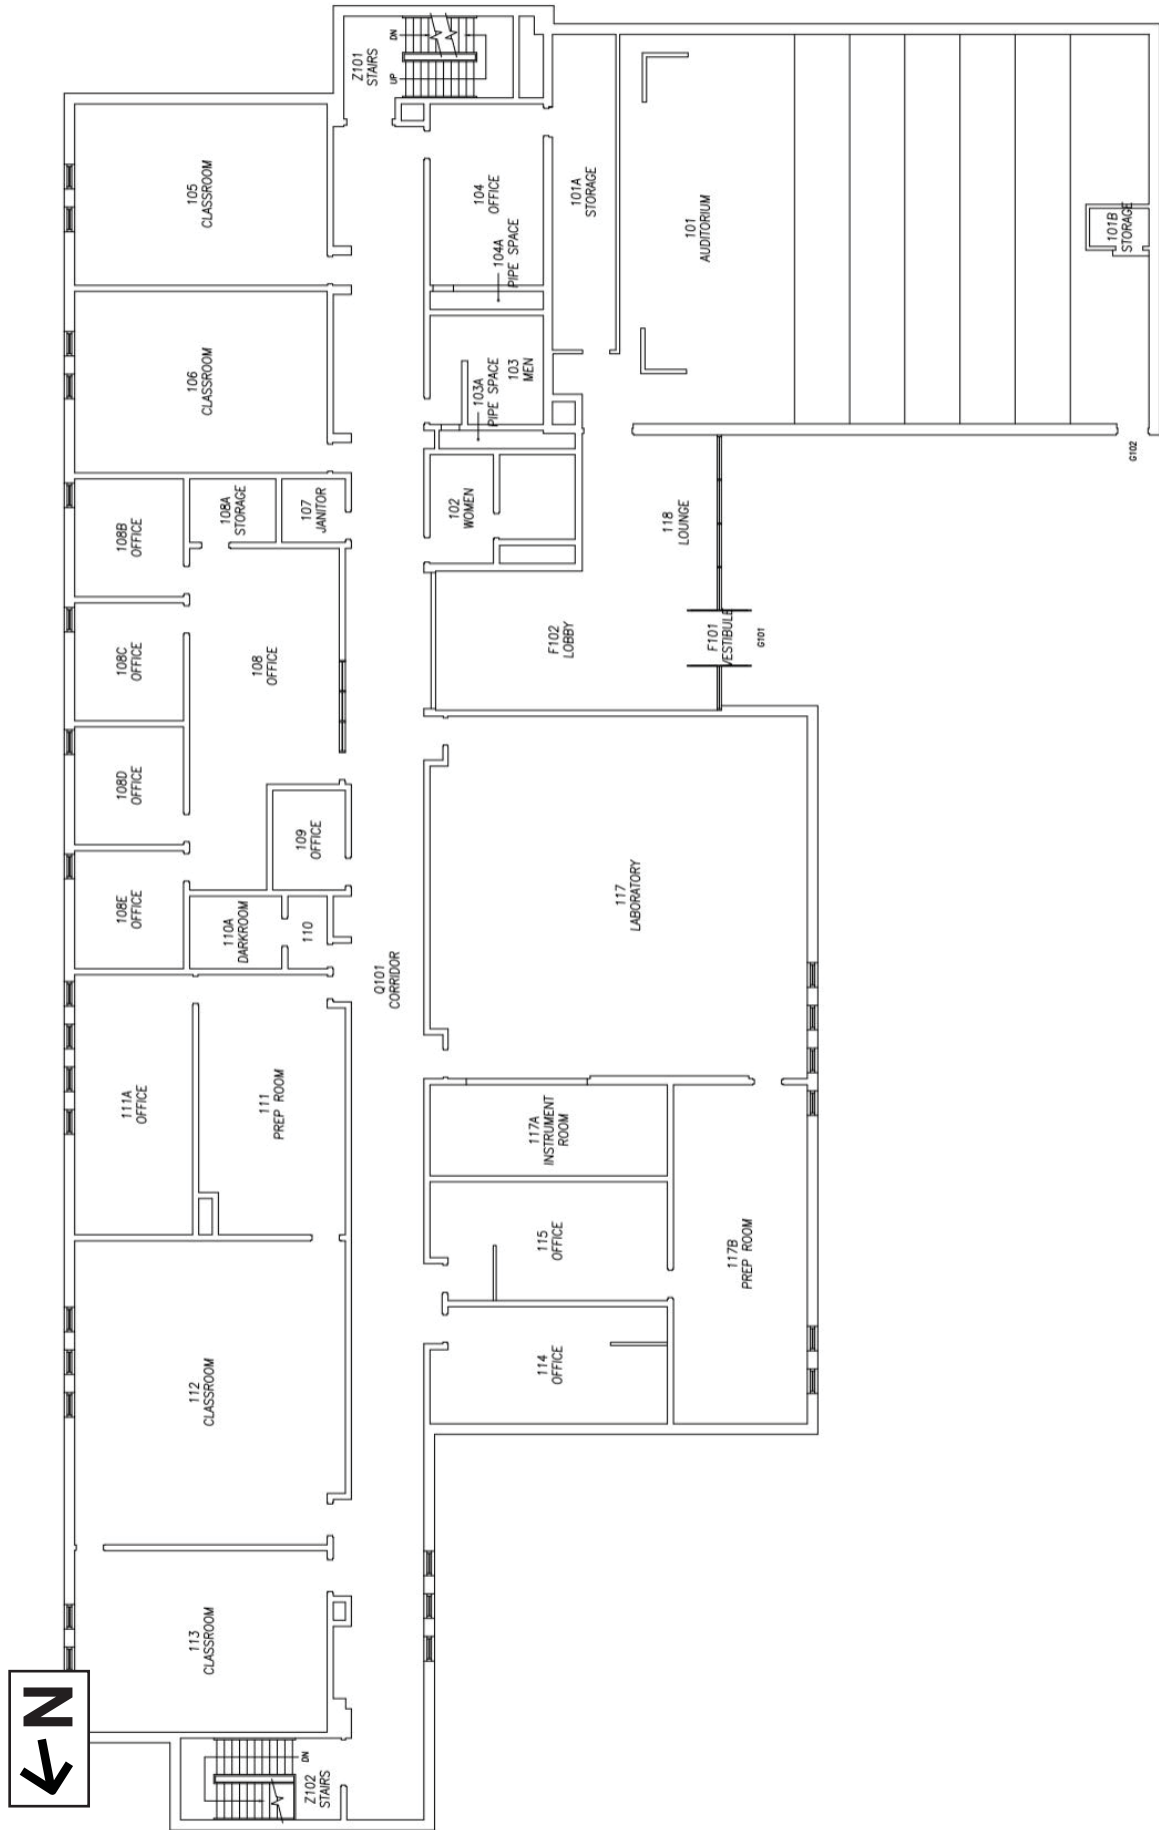 Z101
STAIRS
DN
UP
105
CLASSROOM
104
OFFICE
101A
STORAGE
101
AUDITORIUM
101B
STORAGE
104A
PIPE SPACE
106
CLASSROOM
103
MEN
103A
PIPE SPACE
108B
OFFICE
108A
STORAGE
107
JANITOR
102
WOMEN
118
LOUNGE
G102
108C
OFFICE
108
OFFICE
F102
LOBBY
F101
VESTIBULE
G101
108D
OFFICE
109
OFFICE
108E
OFFICE
110A
DARKROOM
110
Q101
CORRIDOR
117
LABORATORY
111A
OFFICE
111
PREP ROOM
117A
INSTRUMENT
ROOM
115
OFFICE
117B
PREP ROOM
112
CLASSROOM
114
OFFICE
113
CLASSROOM
N
DN
Z102
STAIRS